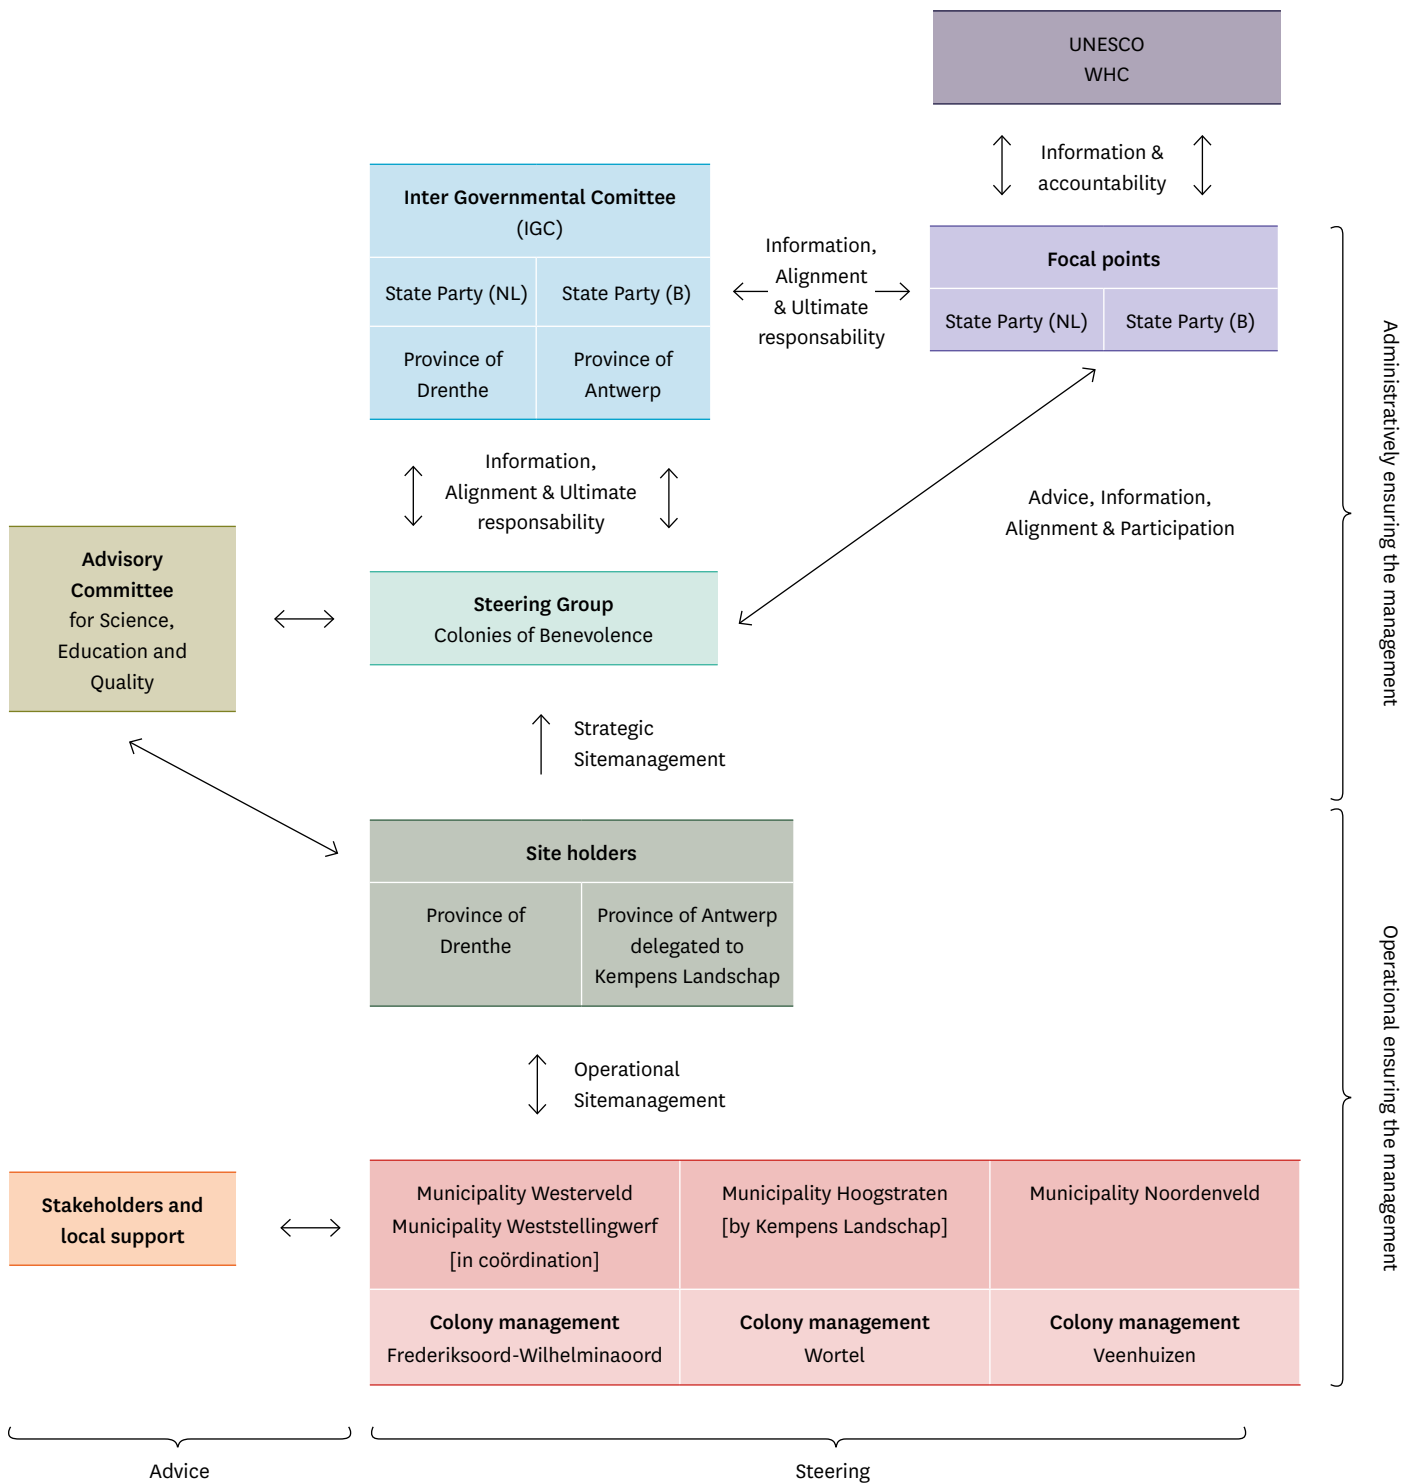 UNESCO
WHC
Information &
accountability
Inter Governmental Comittee
(IGC)
State Party (NL)
State Party (B)
Province of
Drenthe
Province of
Antwerp
Information,
Alignment
& Ultimate
responsability
Focal points
State Party (NL)
State Party (B)
Information,
Alignment & Ultimate
responsability
Advice, Information,
Alignment & Participation
Administratively ensuring the management
Advisory
Committee
for Science,
Education and
Quality
Steering Group
Colonies of Benevolence
Strategic
Sitemanagement
Site holders
Province of
Drenthe
Province of Antwerp
delegated to
Kempens Landschap
Operational
Sitemanagement
Operational ensuring the management
Stakeholders and
local support
Municipality Westerveld
Municipality Weststellingwerf
[in coördination]
Municipality Hoogstraten
[by Kempens Landschap]
Municipality Noordenveld
Colony management
Frederiksoord-Wilhelminaoord
Colony management
Wortel
Colony management
Veenhuizen
Advice
Steering